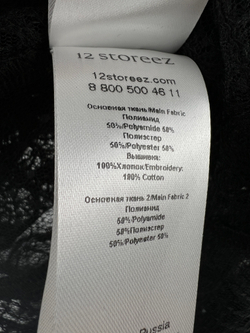 12 storeez
12storeez.com
8 800 500 46 11
Основная ткань/Main Fabric
Полиамид
50%/Polyamide 50%
Полиэстер
50%/Polyester 50%
Вышивка:
100%Хлопок/Embroidery:
100% Cotton
Основная ткань 2/Main Fabric 2
Полиамид
50%/Polyamide
50%Полиэстер
50%/Polyester 50%
Russia